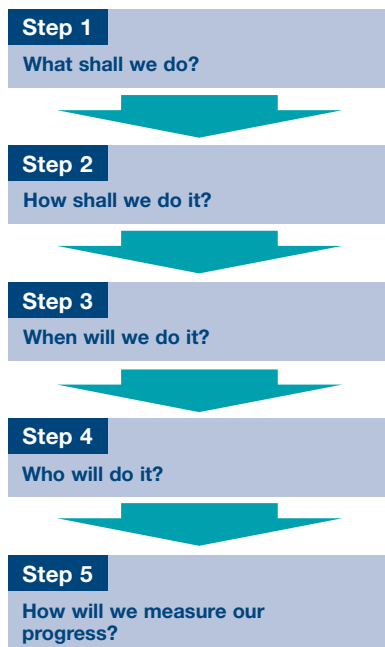 Step 1
What shall we do?
Step 2
How shall we do it?
Step 3
When will we do it?
Step 4
Who will do it?
Step 5
How will we measure our
progress?